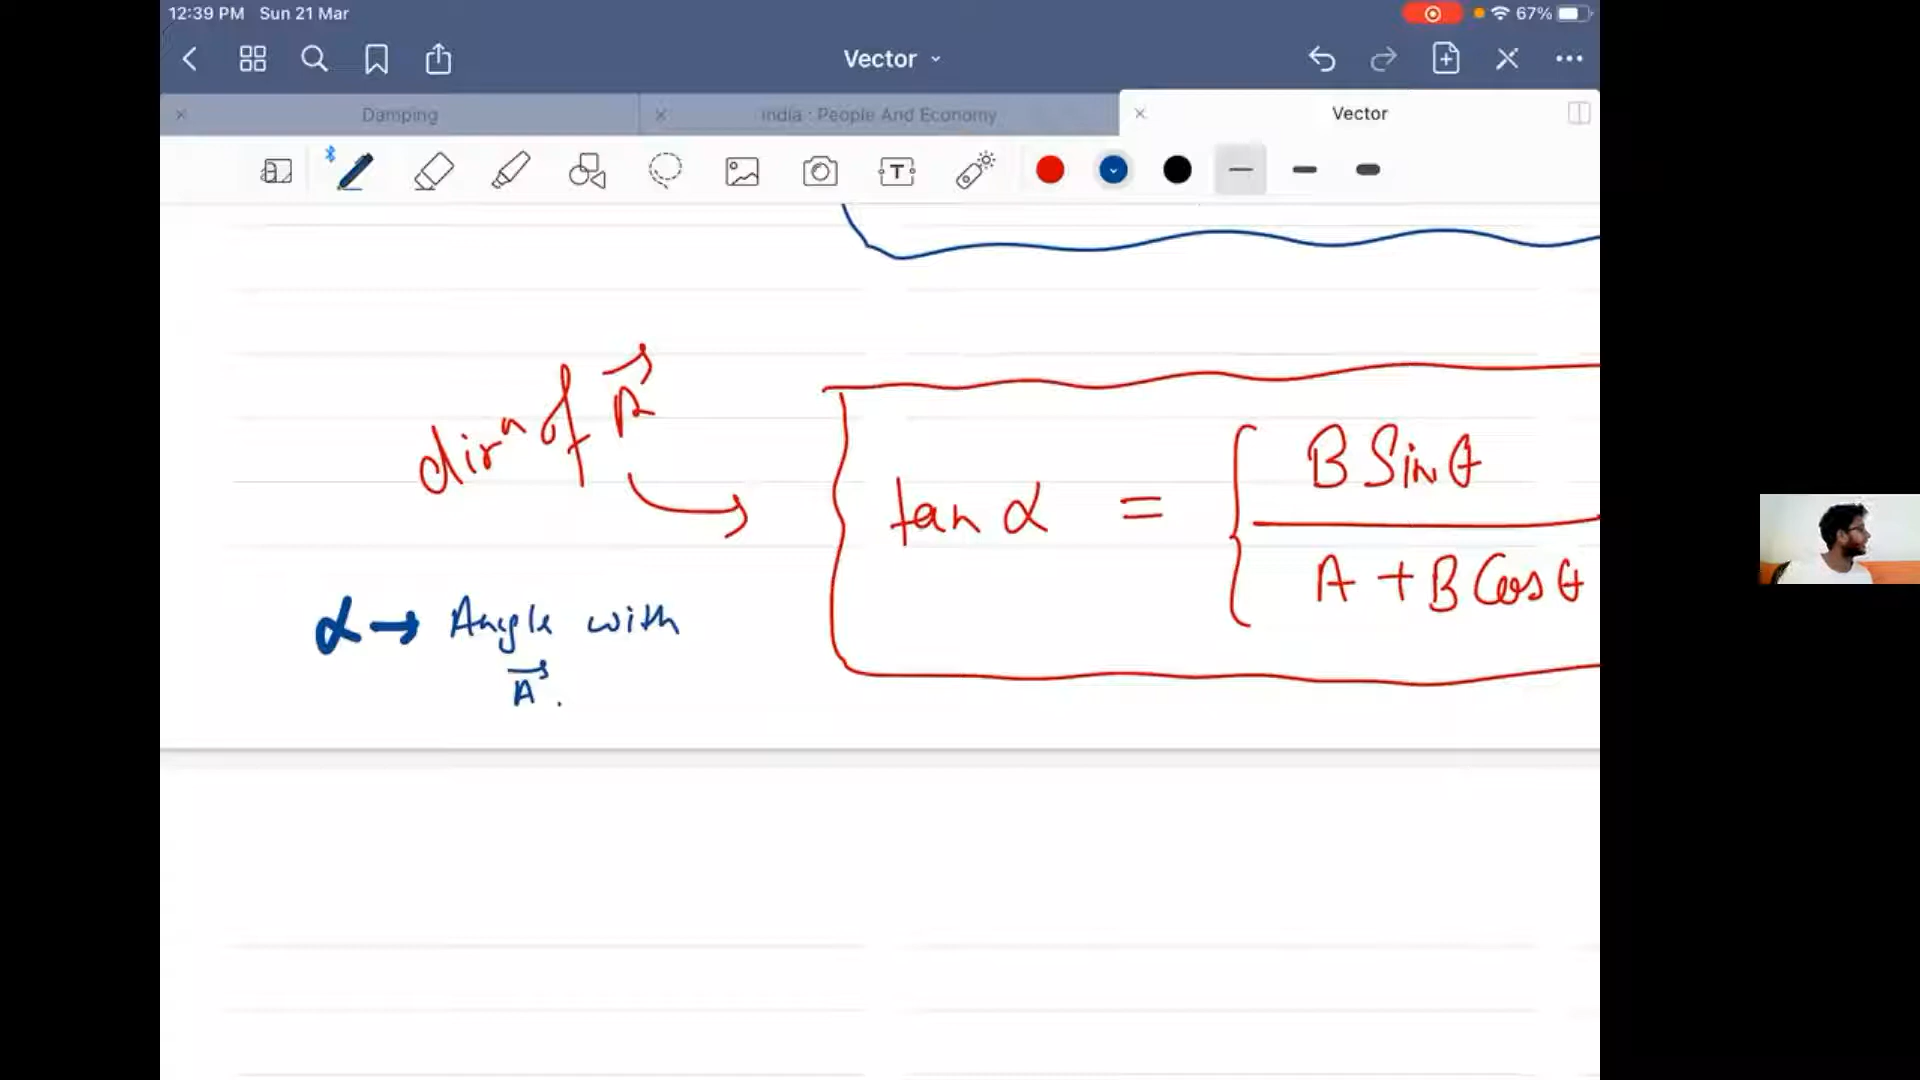 12:39 PM Sun 21 Mar
67%
Vector
Damping
India : People And Economy
Vector
T
dirⁿ of R⃗
tan α = { B Sin θ / A + B Cos θ
α → Angle with
A⃗.